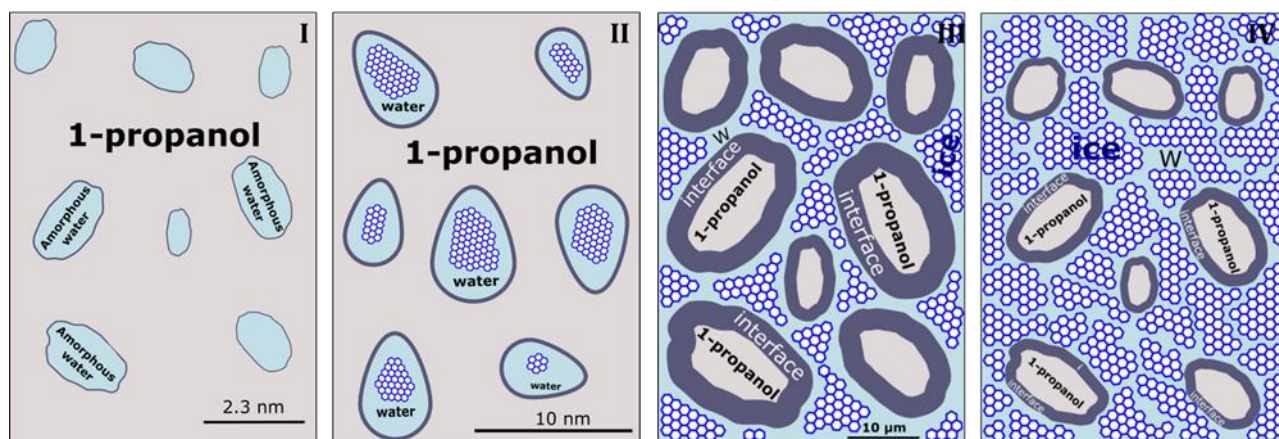 I
1-propanol
Amorphous
water
Amorphous
water
Amorphous
water
2.3 nm
II
water
1-propanol
water
water
water
10 nm
III
W
ice
interface
1-propanol
1-propanol
interface
interface
1-propanol
10 µm
IV
ice
W
interface
1-propanol
1-propanol
interface
i
1-propanol
interface